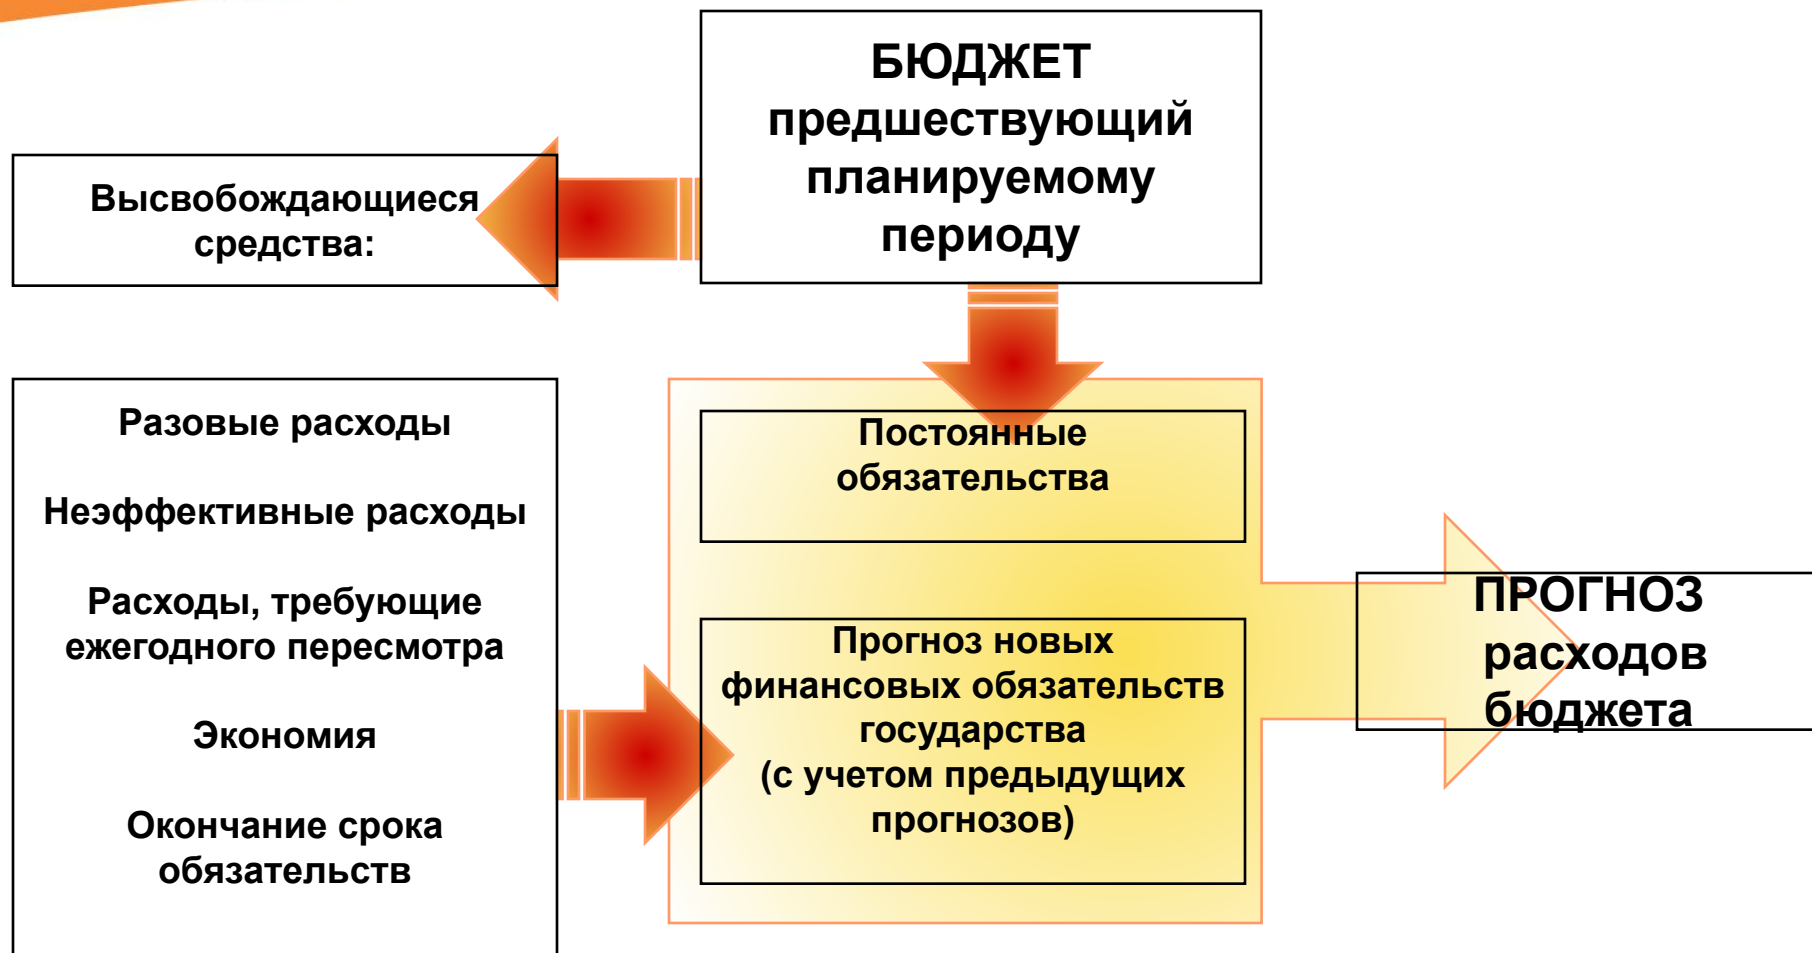 БЮДЖЕТ
предшествующий
планируемому
периоду
Высвобождающиеся
средства:
Разовые расходы
Неэффективные расходы
Расходы, требующие
ежегодного пересмотра
Экономия
Окончание срока
обязательств
Постоянные
обязательства
Прогноз новых
финансовых обязательств
государства
(с учетом предыдущих
прогнозов)
ПРОГНОЗ
расходов
бюджета